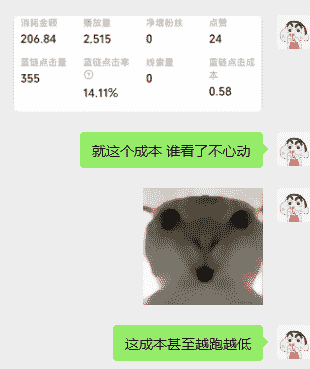 消耗金额 播放量 净增粉丝 点赞
206.84 2,515 0 24
蓝链点击量 蓝链点击率 线索量 蓝链点击成本
355 14.11% 0 0.58
就这个成本 谁看了不心动
这成本甚至越跑越低